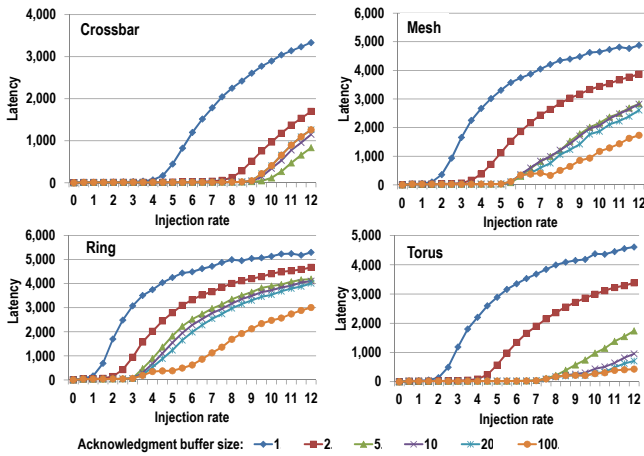 Crossbar
4,000
3,000
2,000
1,000
0
Latency
0 1 2 3 4 5 6 7 8 9 10 11 12
Injection rate
Mesh
6,000
5,000
4,000
3,000
2,000
1,000
0
Latency
0 1 2 3 4 5 6 7 8 9 10 11 12
Injection rate
Ring
6,000
5,000
4,000
3,000
2,000
1,000
0
Latency
0 1 2 3 4 5 6 7 8 9 10 11 12
Injection rate
Torus
5,000
4,000
3,000
2,000
1,000
0
Latency
0 1 2 3 4 5 6 7 8 9 10 11 12
Injection rate
Acknowledgment buffer size: 1 2. 5. 10 20 100.